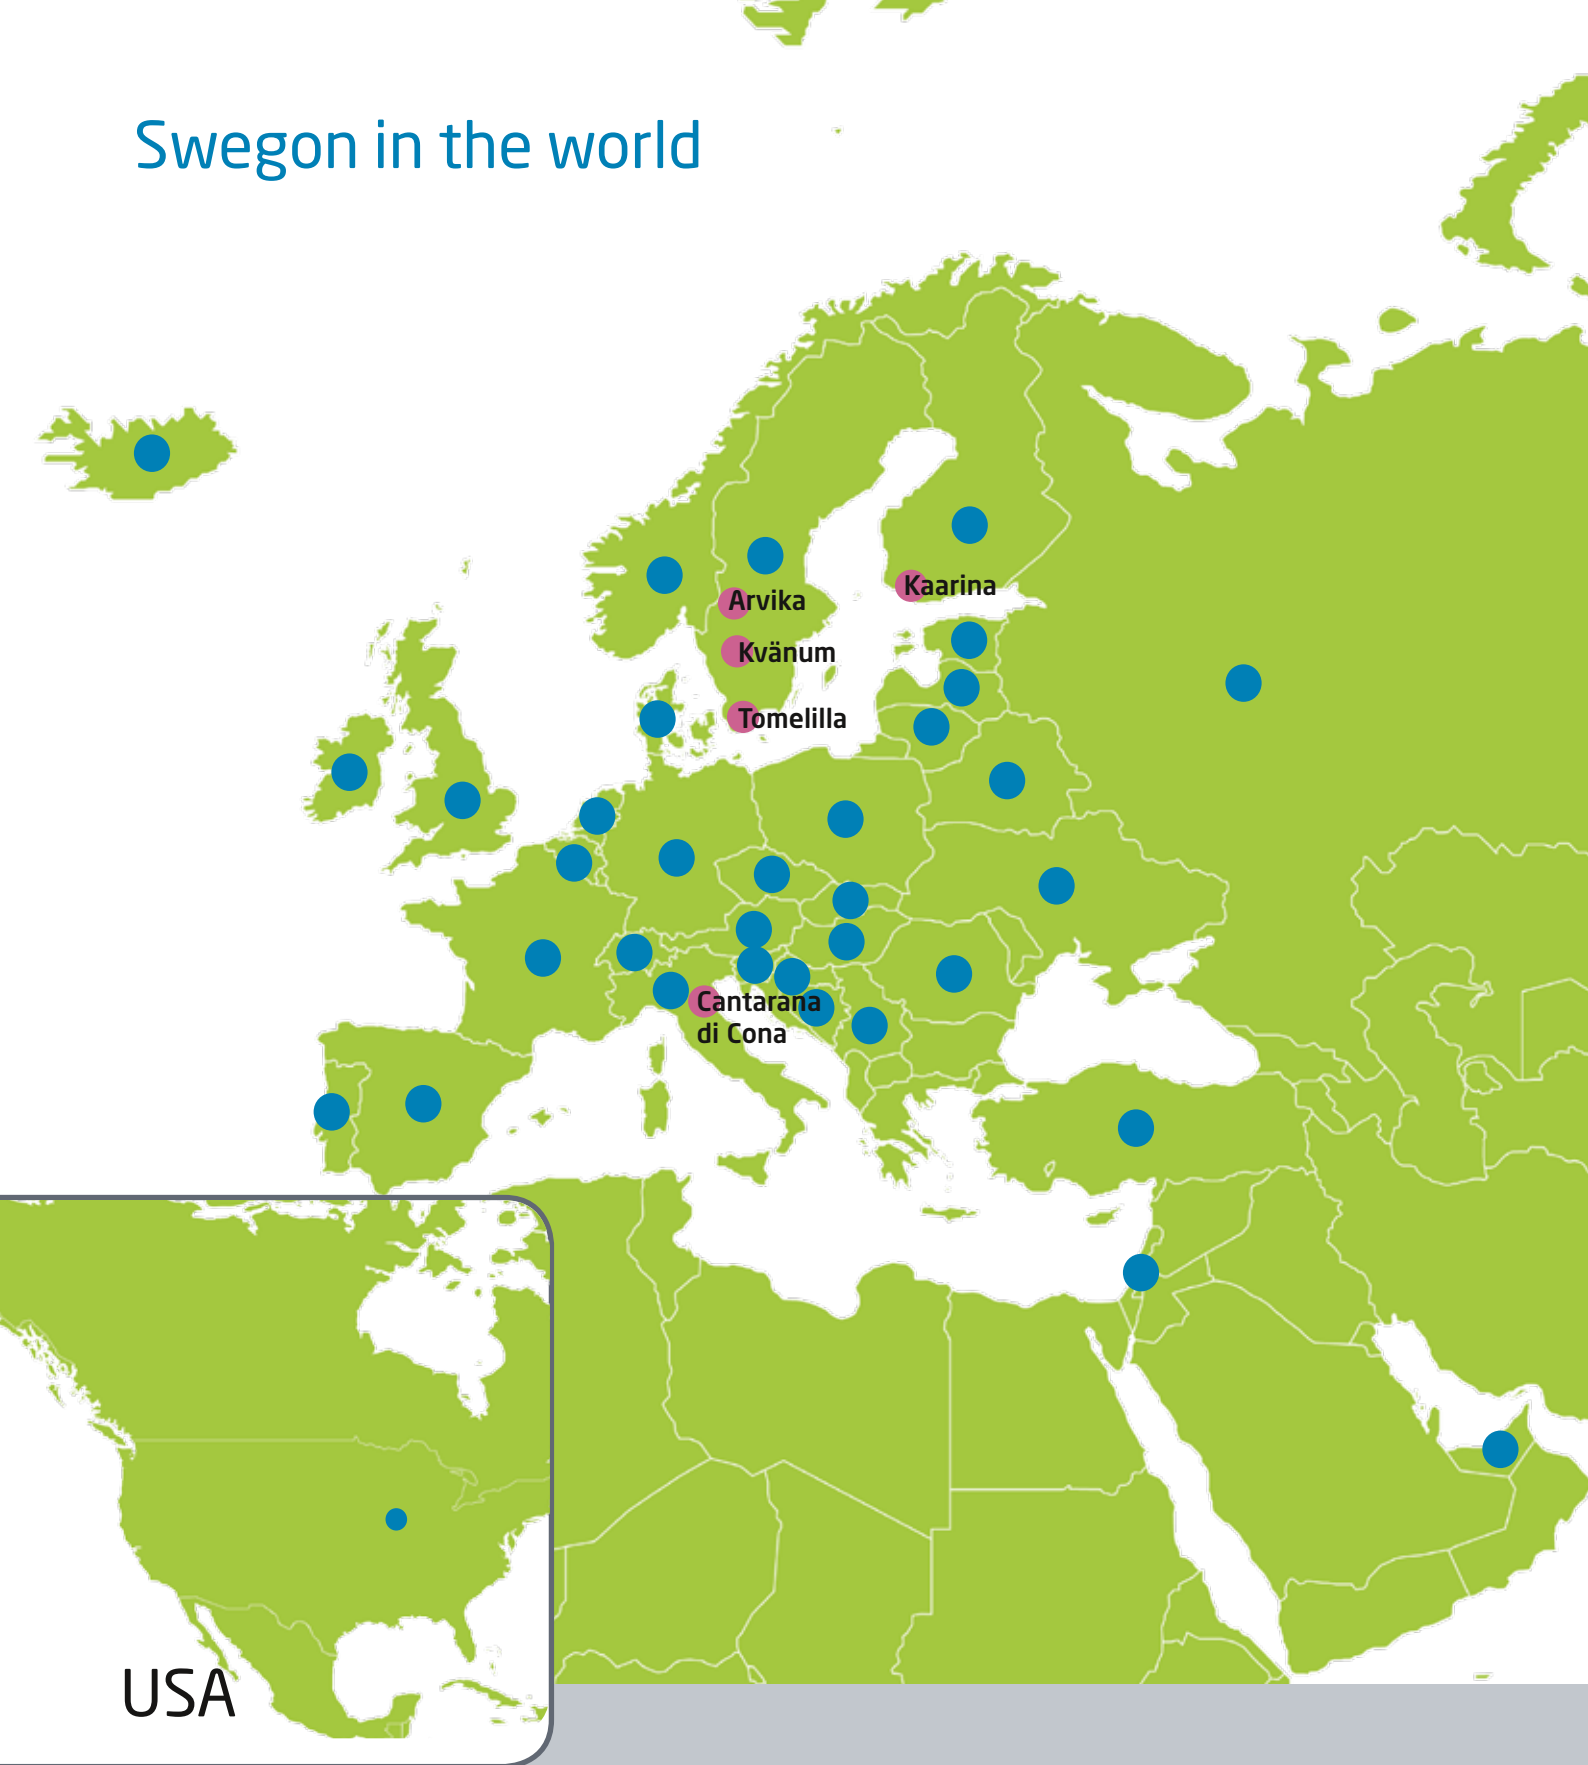 Swegon in the world
Kaarina
Arvika
Kvänum
Tomelilla
Cantarana
di Cona
USA